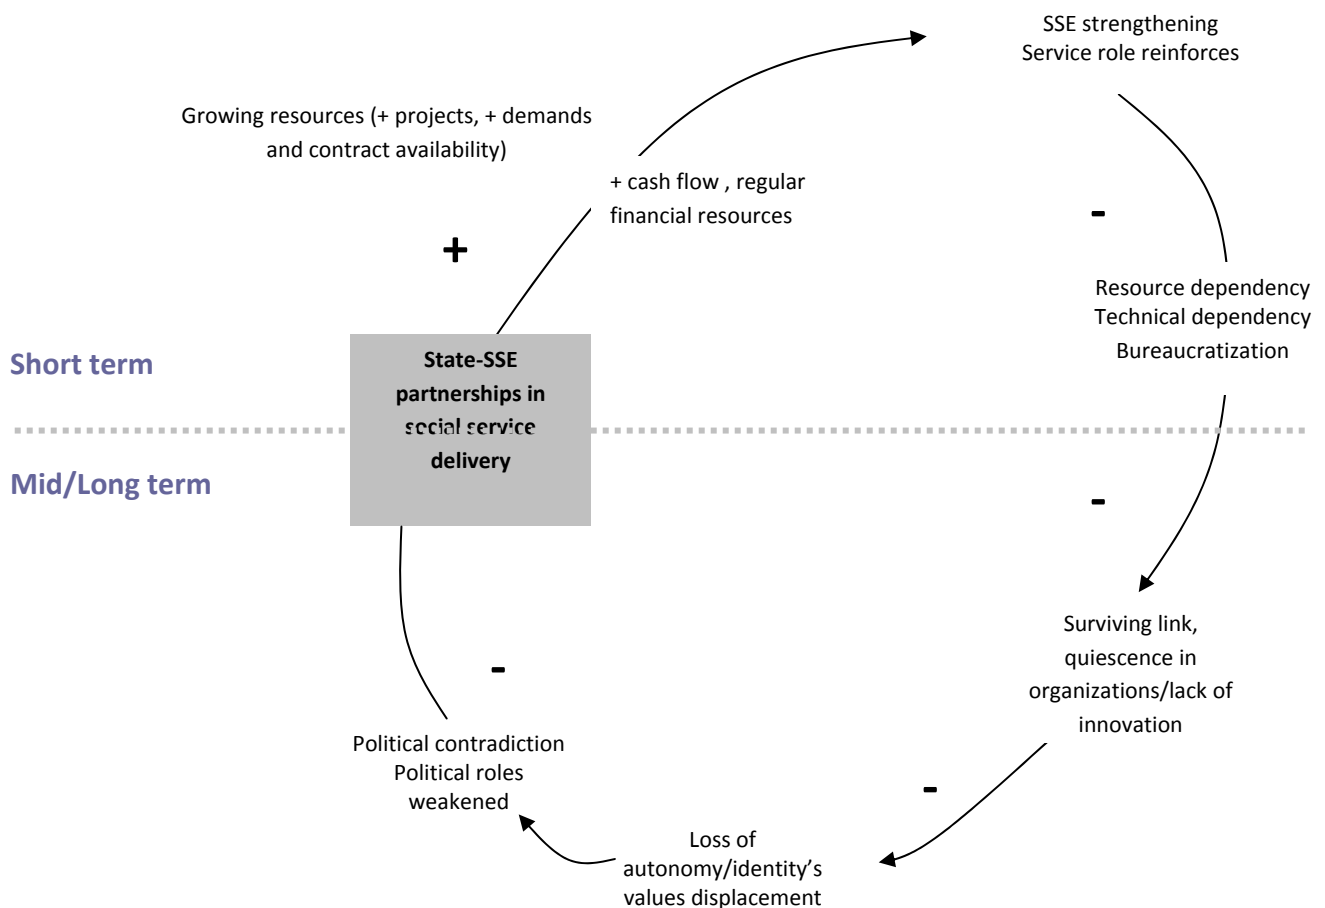 SSE strengthening
Service role reinforces
Growing resources (+ projects, + demands
and contract availability)
+ cash flow , regular
financial resources
-
+
Resource dependency
Technical dependency
Bureaucratization
Short term
State-SSE
partnerships in
social service
delivery
Mid/Long term
-
Surviving link,
quiescence in
organizations/lack of
innovation
-
Political contradiction
Political roles
weakened
-
Loss of
autonomy/identity's
values displacement